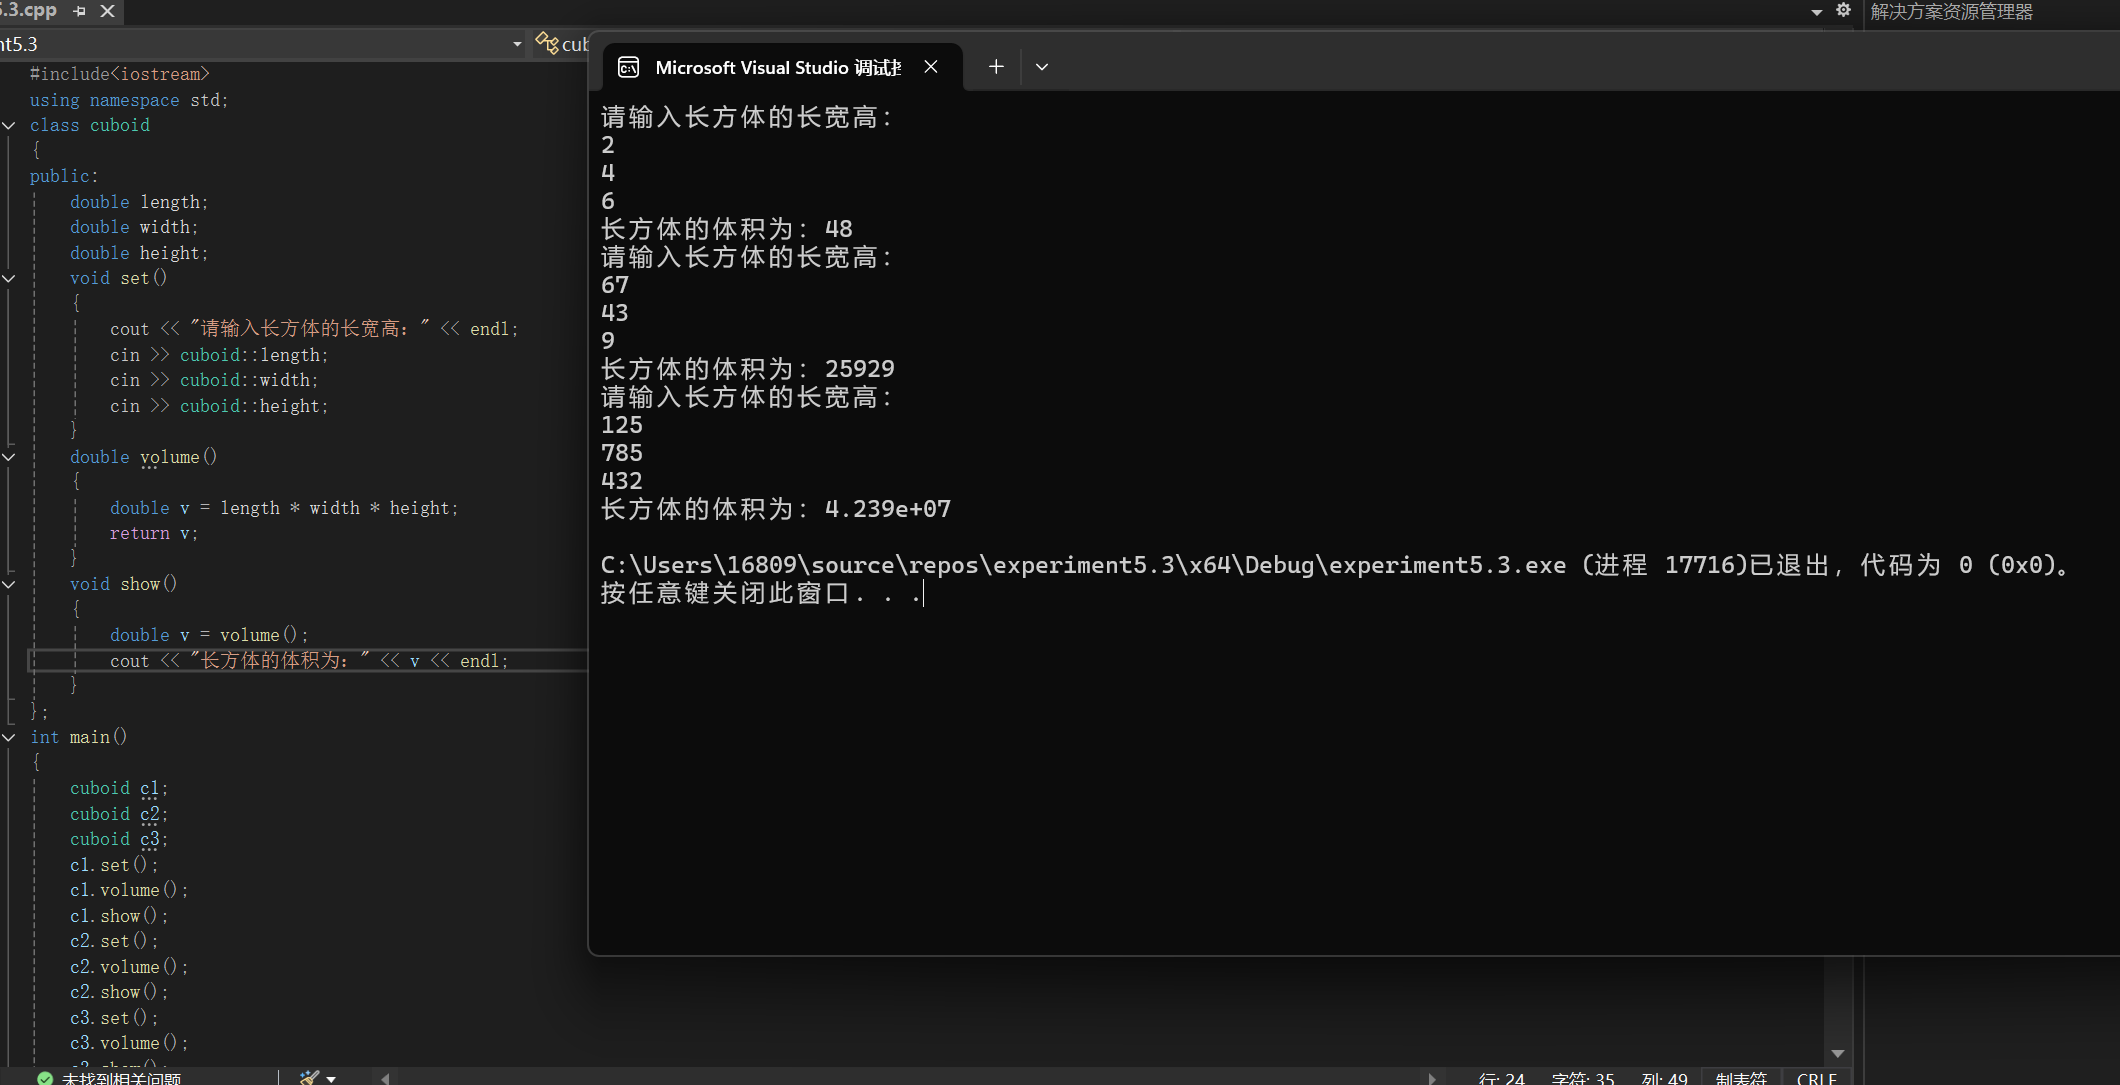 5.3.cpp
解决方案资源管理器
nt5.3
cub
#include<iostream>
using namespace std;
class cuboid
{
public:
double length;
double width;
double height;
void set()
{
cout << "请输入长方体的长宽高：" << endl;
cin >> cuboid::length;
cin >> cuboid::width;
cin >> cuboid::height;
}
double volume()
{
double v = length * width * height;
return v;
}
void show()
{
double v = volume();
cout << "长方体的体积为：" << v << endl;
}
};
int main()
{
cuboid c1;
cuboid c2;
cuboid c3;
c1.set();
c1.volume();
c1.show();
c2.set();
c2.volume();
c2.show();
c3.set();
c3.volume();
c3.show();
Microsoft Visual Studio 调试
请输入长方体的长宽高：
2
4
6
长方体的体积为：48
请输入长方体的长宽高：
67
43
9
长方体的体积为：25929
请输入长方体的长宽高：
125
785
432
长方体的体积为：4.239e+07
C:\Users\16809\source\repos\experiment5.3\x64\Debug\experiment5.3.exe (进程 17716)已退出，代码为 0 (0x0)。
按任意键关闭此窗口. . .
未找到相关问题
行: 24 字符: 35 列: 49 制表符 CRLF